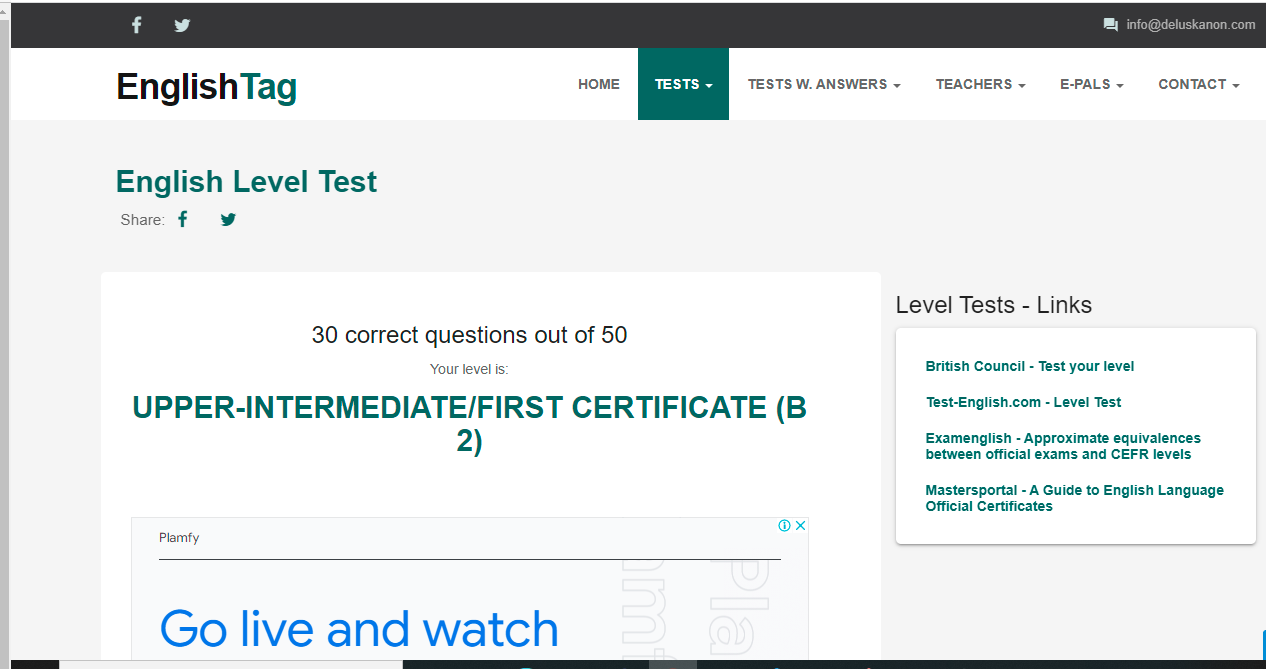 info@deluskanon.com
EnglishTag
HOME
TESTS
TESTS W. ANSWERS
TEACHERS
E-PALS
CONTACT
English Level Test
Share:
30 correct questions out of 50
Your level is:
UPPER-INTERMEDIATE/FIRST CERTIFICATE (B
2)
Level Tests - Links
British Council - Test your level
Test-English.com - Level Test
Examenglish - Approximate equivalences
between official exams and CEFR levels
Mastersportal - A Guide to English Language
Official Certificates
Plamfy
Go live and watch